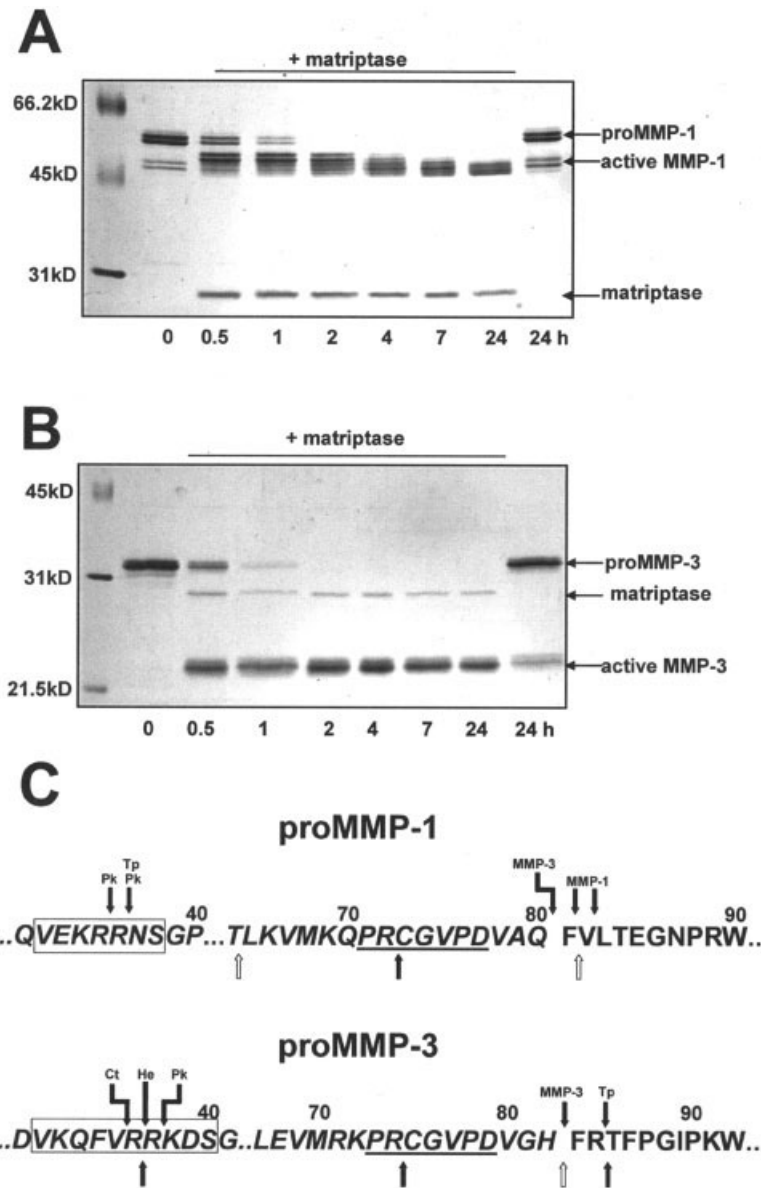 A
+ matriptase
66.2kD
proMMP-1
active MMP-1
45kD
31kD
matriptase
0 0.5 1 2 4 7 24 24 h
B
+ matriptase
45kD
proMMP-3
31kD
matriptase
active MMP-3
21.5kD
0 0.5 1 2 4 7 24 24 h
C
proMMP-1
Tp
Pk Pk
MMP-3
MMP-1
40 70 80 90
..QVEKRRNSGP...TLKVMKQPRCGVPDVAQ FVLTEGNPRW..
proMMP-3
Ct He Pk
MMP-3 Tp
40 70 80 90
..DVKQFVRRKDSG..LEVMRKPRCGVPDVGH FRTFPGIPKW..